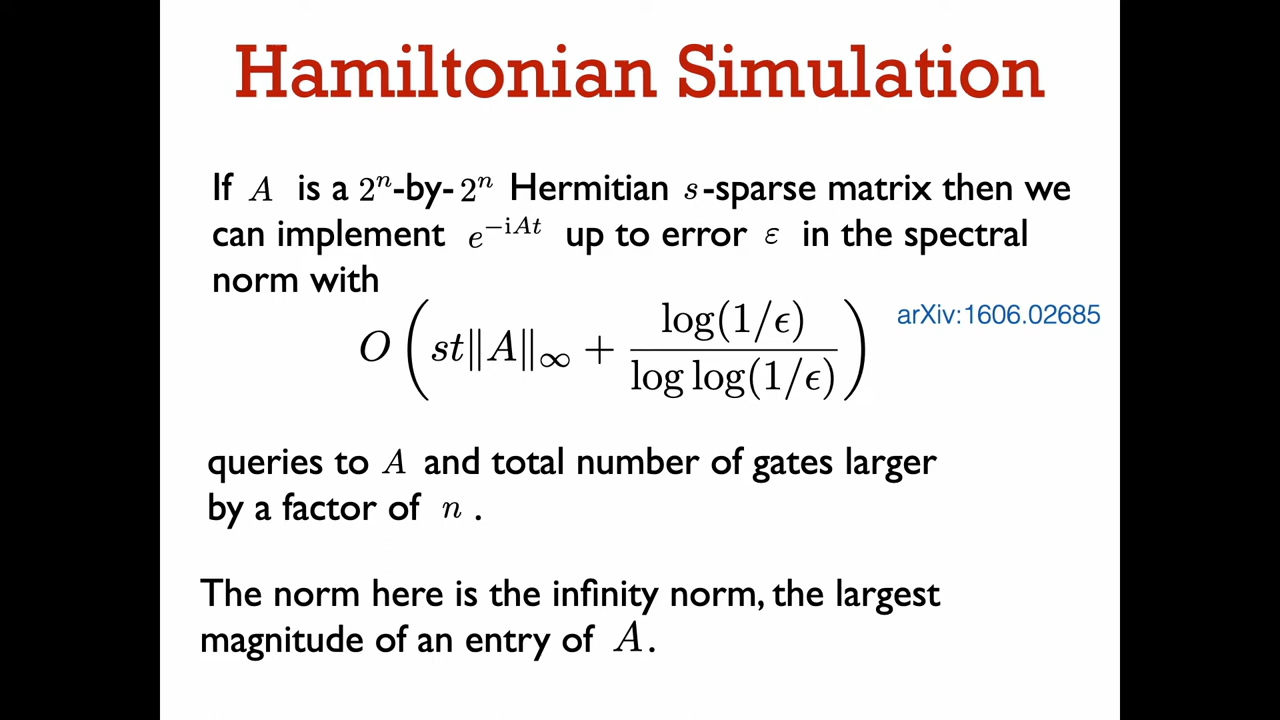 Hamiltonian Simulation
If A is a 2ⁿ-by-2ⁿ Hermitian s-sparse matrix then we
can implement e^{-iAt} up to error ε in the spectral
norm with
O ( st‖A‖_∞ + log(1/ϵ) / log log(1/ϵ) )
arXiv:1606.02685
queries to A and total number of gates larger
by a factor of n .
The norm here is the infinity norm, the largest
magnitude of an entry of A.